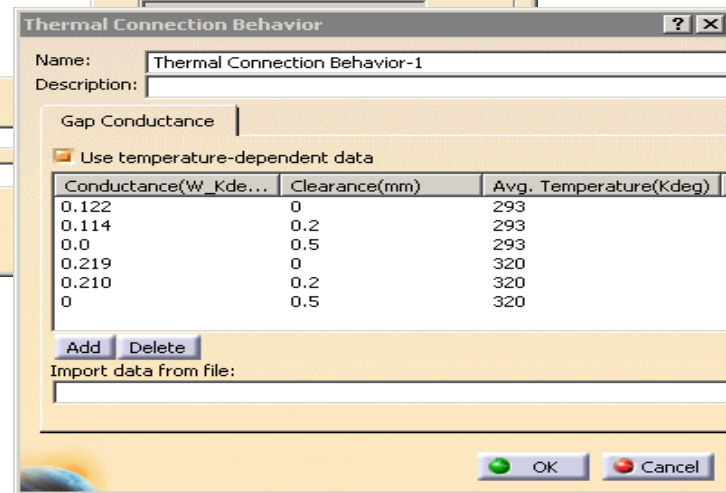 Thermal Connection Behavior ? X
Name: Thermal Connection Behavior-1
Description:
Gap Conductance
Use temperature-dependent data
Conductance(W_Kde... Clearance(mm) Avg. Temperature(Kdeg)
0.122 0 293
0.114 0.2 293
0.0 0.5 293
0.219 0 320
0.210 0.2 320
0 0.5 320
Add Delete
Import data from file:
OK Cancel